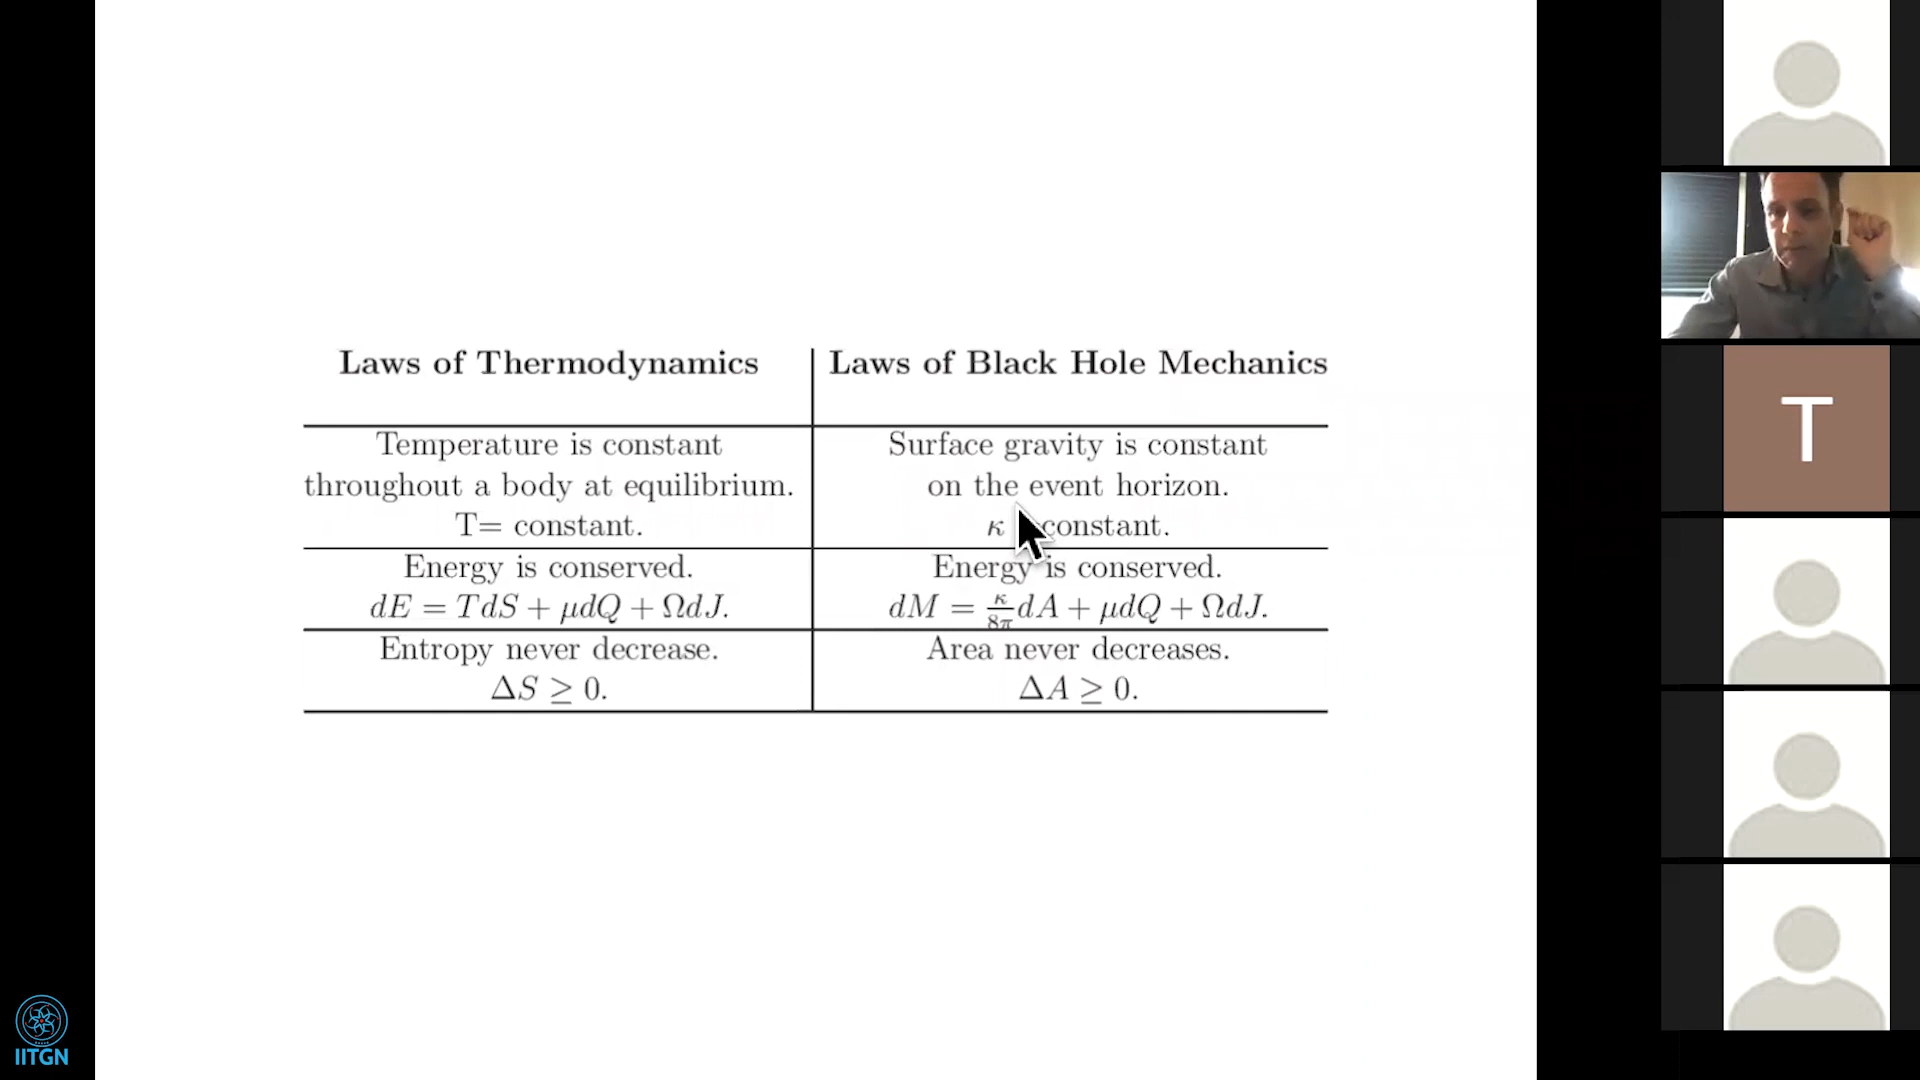 Laws of Thermodynamics
Laws of Black Hole Mechanics
Temperature is constant
throughout a body at equilibrium.
T= constant.
Surface gravity is constant
on the event horizon.
κ constant.
Energy is conserved.
dE = TdS + μdQ + ΩdJ.
Energy is conserved.
dM = κ/8π dA + μdQ + ΩdJ.
Entropy never decrease.
ΔS ≥ 0.
Area never decreases.
ΔA ≥ 0.
T
IITGN